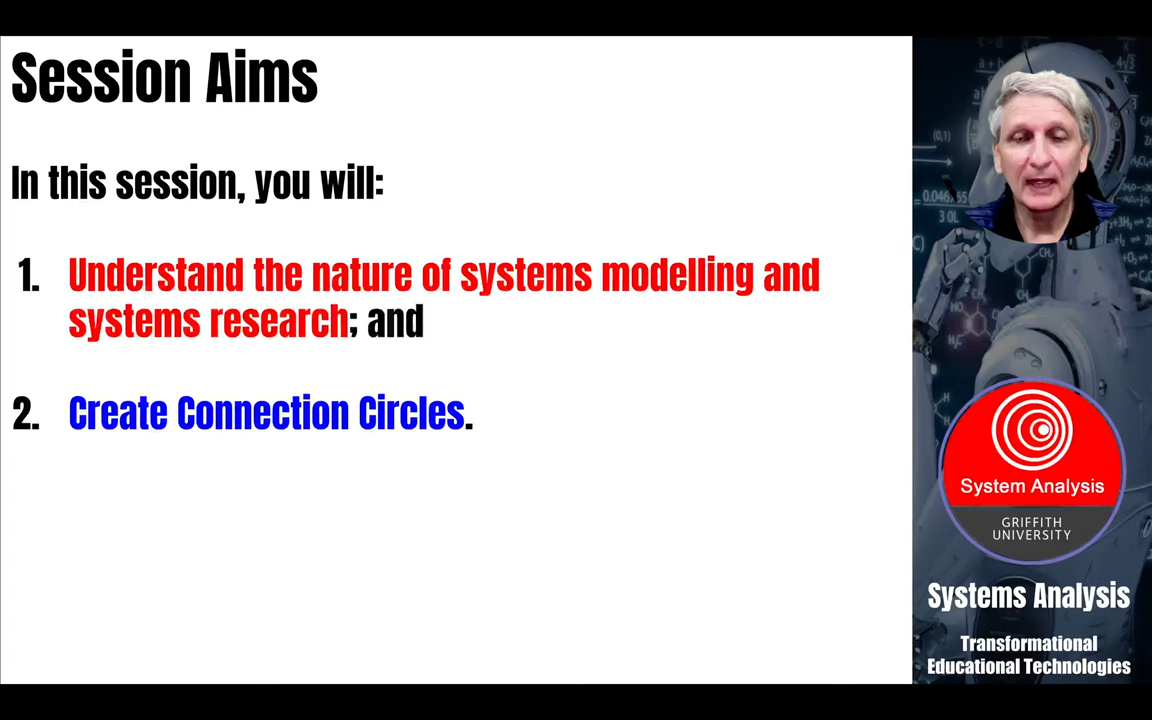 Session Aims
In this session, you will:
1. Understand the nature of systems modelling and
systems research; and
2. Create Connection Circles.
System Analysis
GRIFFITH
UNIVERSITY
Systems Analysis
Transformational
Educational Technologies